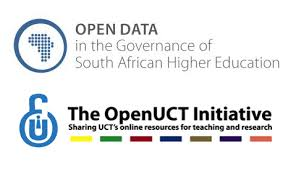 OPEN DATA
in the Governance of
South African Higher Education
The OpenUCT Initiative
Sharing UCT's online resources for teaching and research